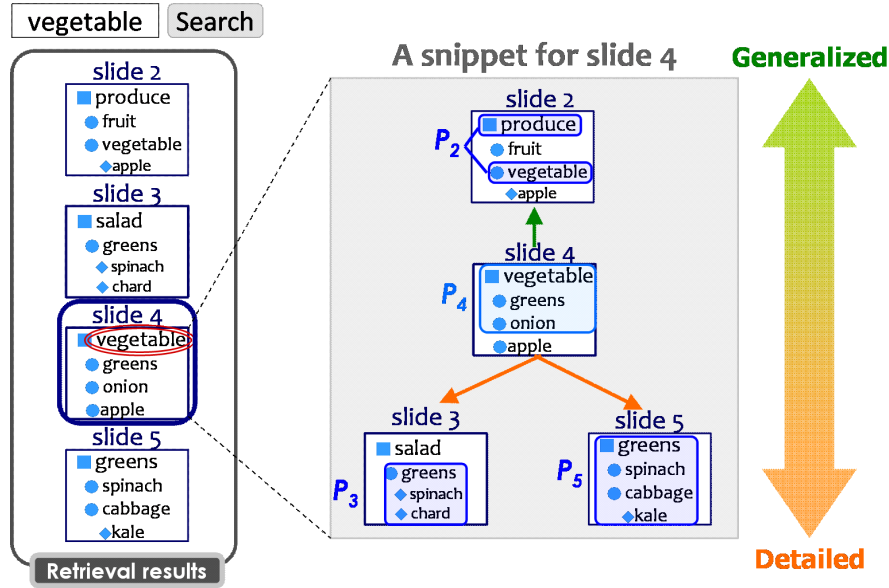 vegetable
Search
slide 2
produce
fruit
vegetable
apple
slide 3
salad
greens
spinach
chard
slide 4
vegetable
greens
onion
apple
slide 5
greens
spinach
cabbage
kale
Retrieval results
A snippet for slide 4
slide 2
P2
produce
fruit
vegetable
apple
slide 4
P4
vegetable
greens
onion
apple
slide 3
P3
salad
greens
spinach
chard
slide 5
P5
greens
spinach
cabbage
kale
Generalized
Detailed